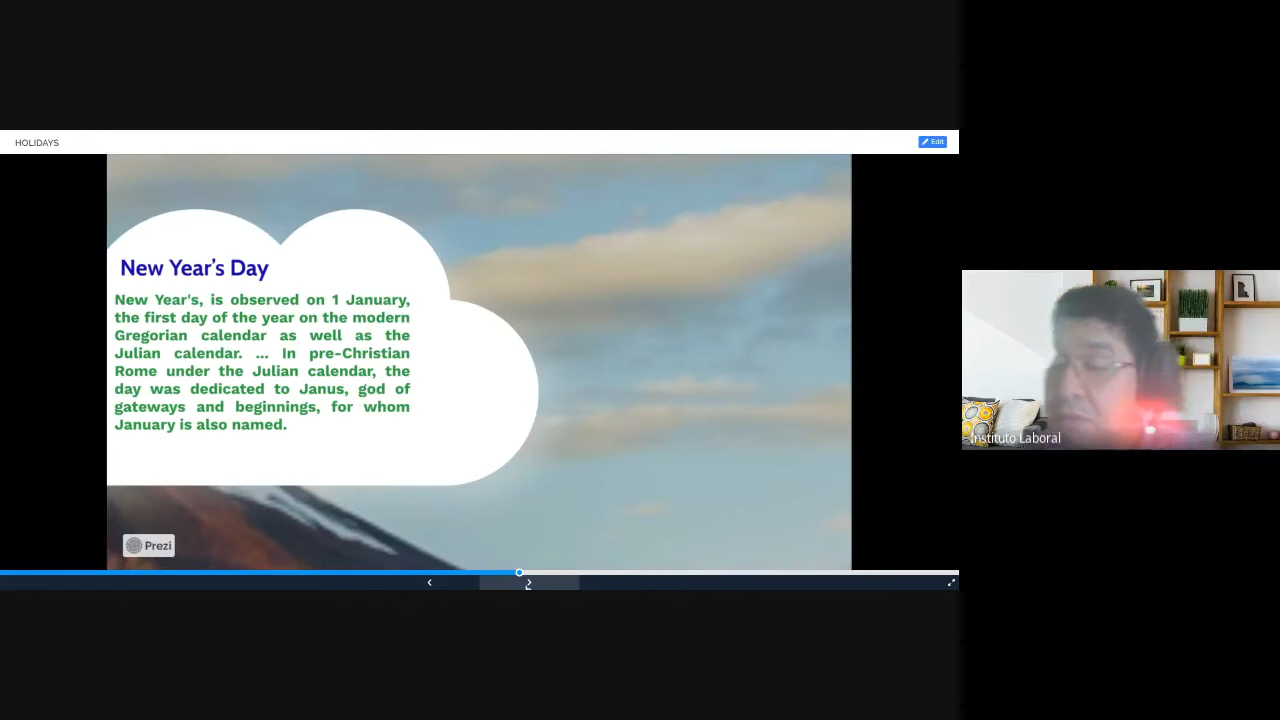 HOLIDAYS
Edit
New Year's Day
New Year's, is observed on 1 January,
the first day of the year on the modern
Gregorian calendar as well as the
Julian calendar. ... In pre-Christian
Rome under the Julian calendar, the
day was dedicated to Janus, god of
gateways and beginnings, for whom
January is also named.
Prezi
Instituto Laboral